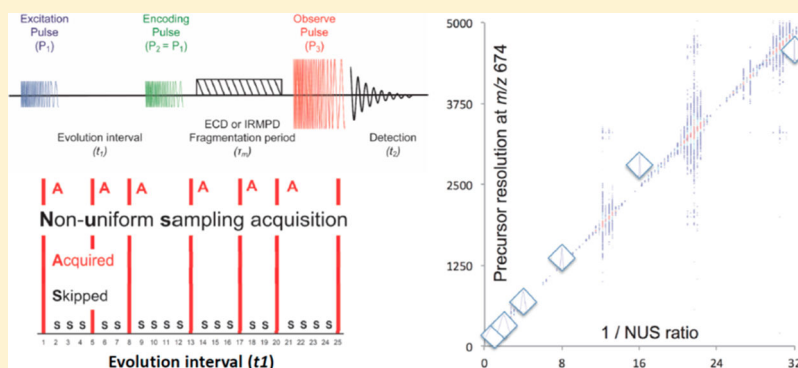 Excitation
Pulse
(P1)
Encoding
Pulse
(P2 = P1)
Observe
Pulse
(P3)
Evolution interval
(t1)
ECD or IRMPD
Fragmentation period
(τm)
Detection
(t2)
A A A A A A
Non-uniform sampling acquisition
Acquired
Skipped
S S S S S S S S S S S S S S S S S
1 2 3 4 5 6 7 8 9 10 11 12 13 14 15 16 17 18 19 20 21 22 23 24 25
Evolution interval (t1)
Precursor resolution at m/z 674
5000
3750
2500
1250
0
1 / NUS ratio
0 8 16 24 32